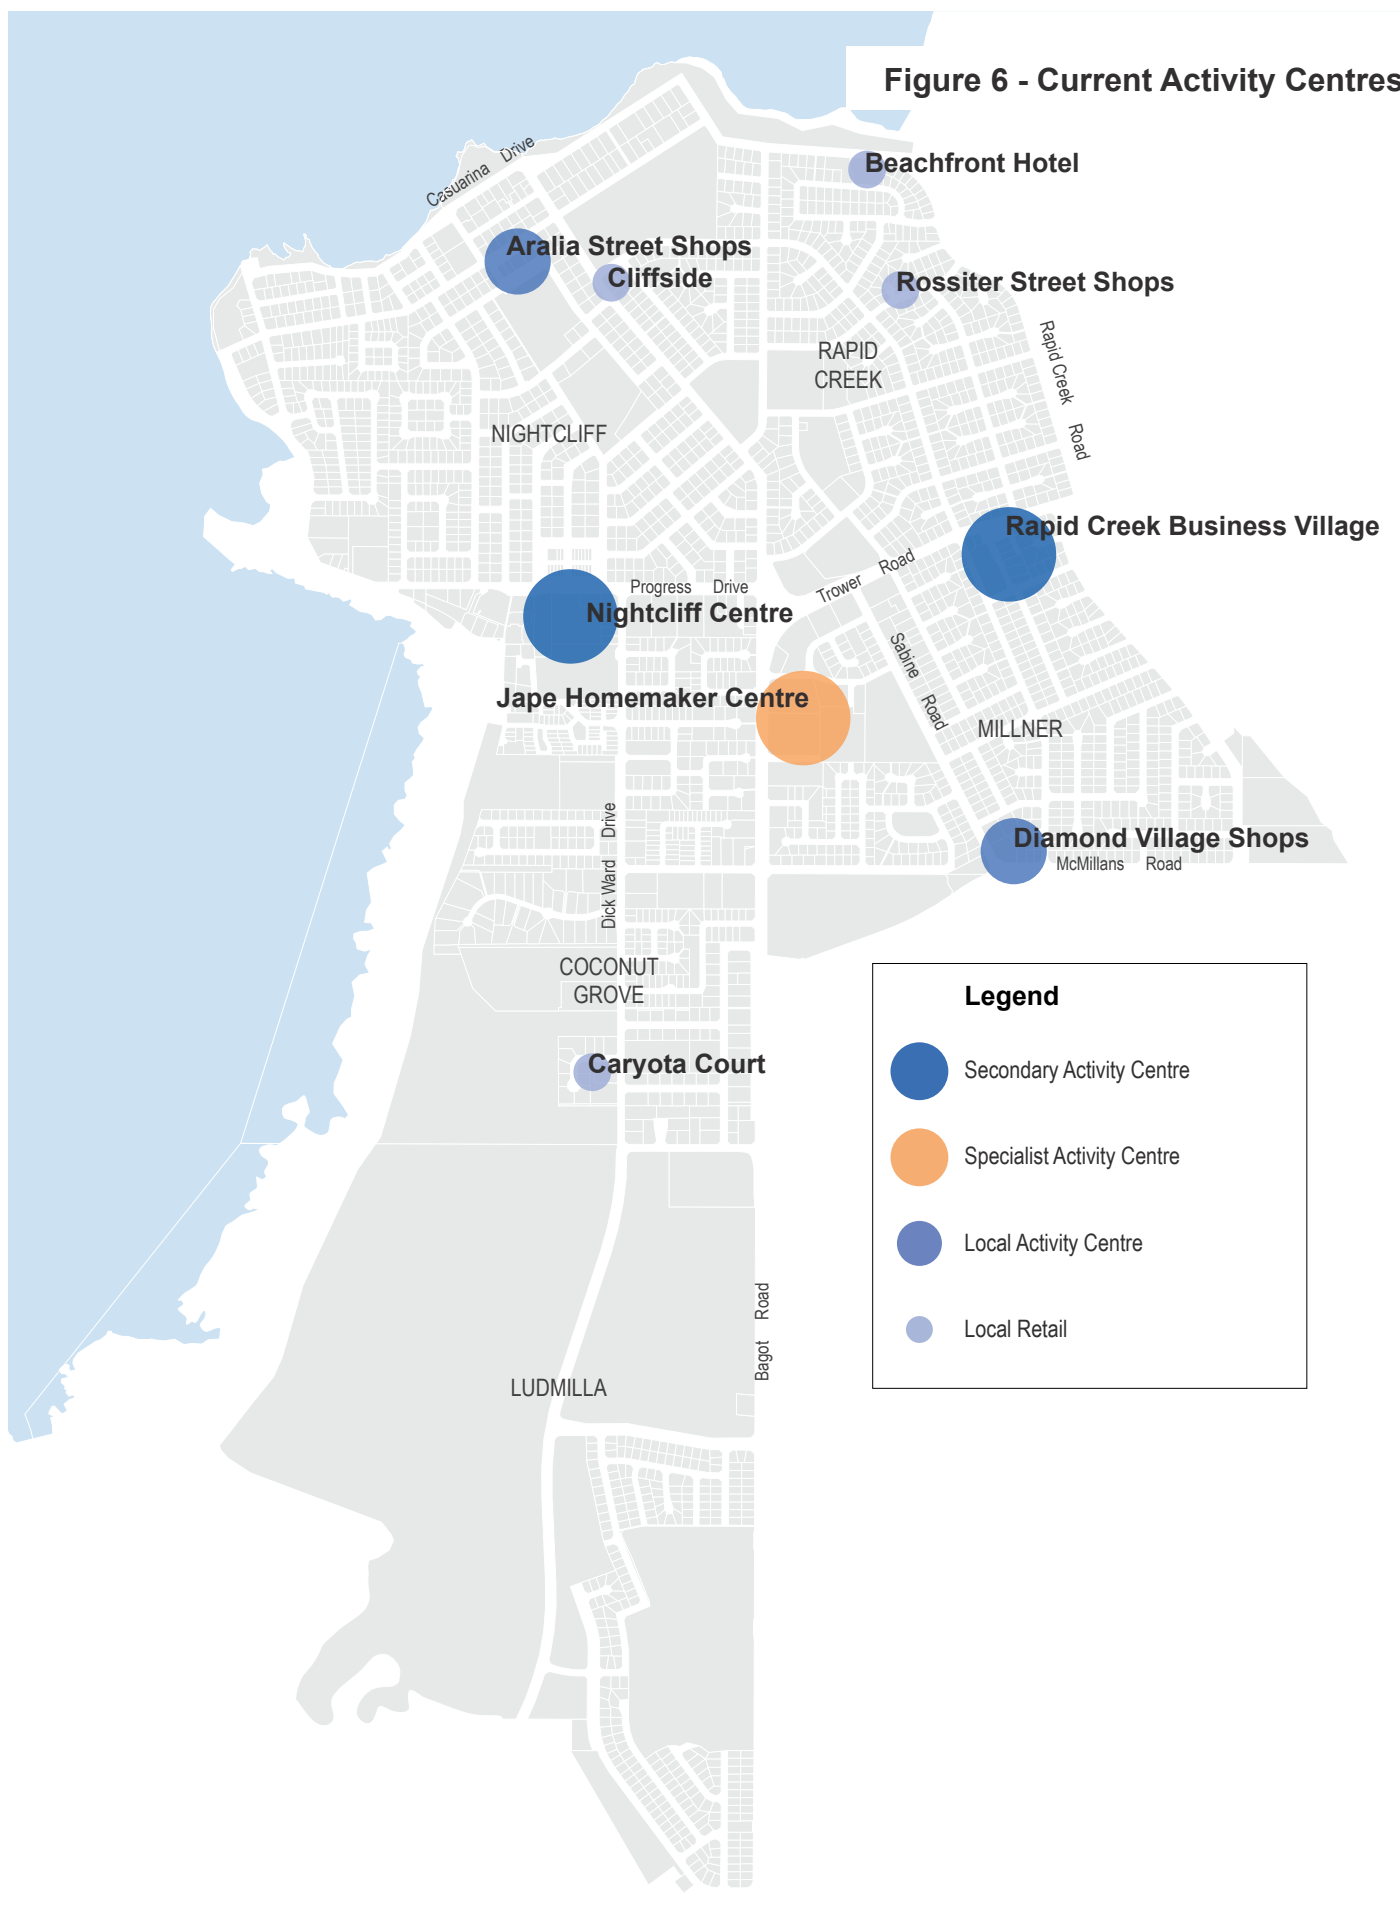 Figure 6 - Current Activity Centres
Casuarina Drive
Beachfront Hotel
Aralia Street Shops
Cliffside
Rossiter Street Shops
RAPID
CREEK
Rapid Creek Road
NIGHTCLIFF
Rapid Creek Business Village
Trower Road
Progress Drive
Nightcliff Centre
Sabine Road
Jape Homemaker Centre
MILLNER
Dick Ward Drive
Diamond Village Shops
McMillans Road
COCONUT
GROVE
Caryota Court
Legend
Secondary Activity Centre
Specialist Activity Centre
Local Activity Centre
Local Retail
Bagot Road
LUDMILLA